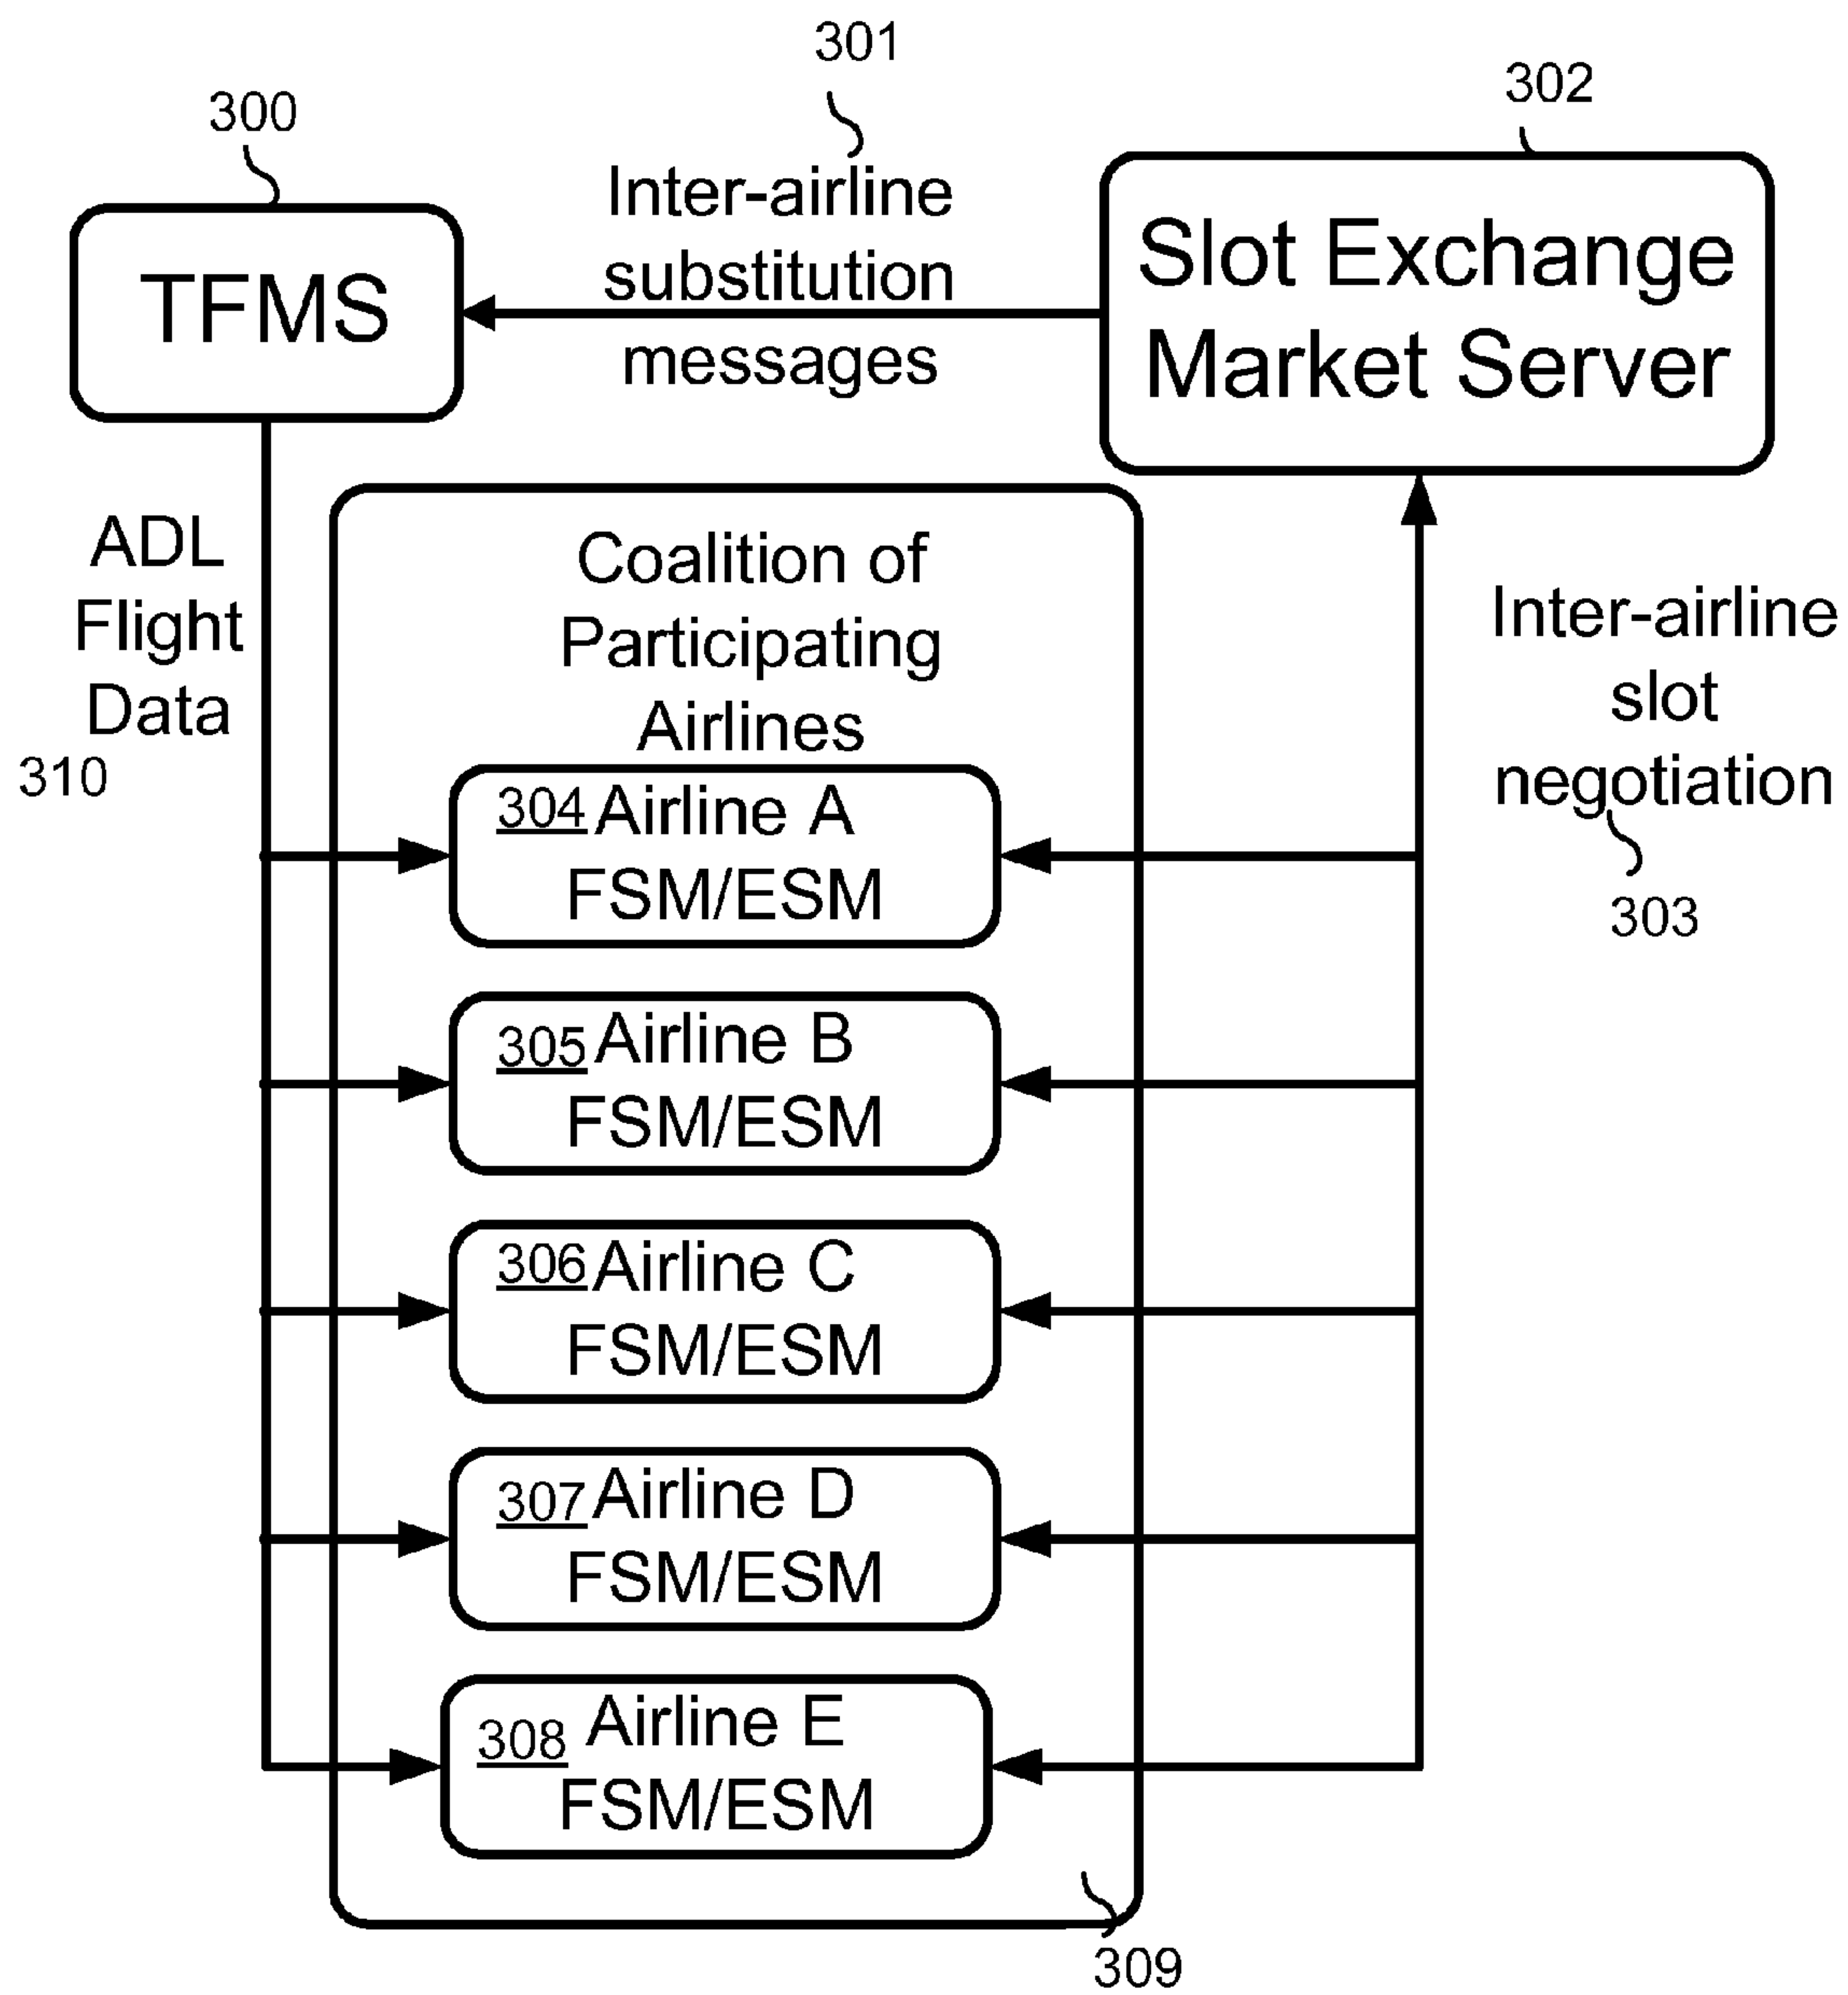 301
302
300
Inter-airline
substitution
messages
Slot Exchange
Market Server
TFMS
ADL
Flight
Data
310
Coalition of
Participating
Airlines
Inter-airline
slot
negotiation
303
304 Airline A
FSM/ESM
305 Airline B
FSM/ESM
306 Airline C
FSM/ESM
307 Airline D
FSM/ESM
308 Airline E
FSM/ESM
309